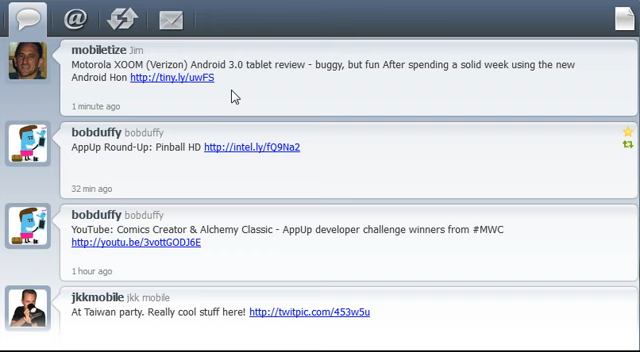 mobiletize Jim
Motorola XOOM (Verizon) Android 3.0 tablet review - buggy, but fun After spending a solid week using the new
Android Hon http://tiny.ly/uwFS
1 minute ago
bobduffy bobduffy
AppUp Round-Up: Pinball HD http://intel.ly/fQ9Na2
32 min ago
bobduffy bobduffy
YouTube: Comics Creator & Alchemy Classic - AppUp developer challenge winners from #MWC
http://youtu.be/3vottGODJ6E
1 hour ago
jkkmobile jkk mobile
At Taiwan party. Really cool stuff here! http://twitpic.com/453w5u